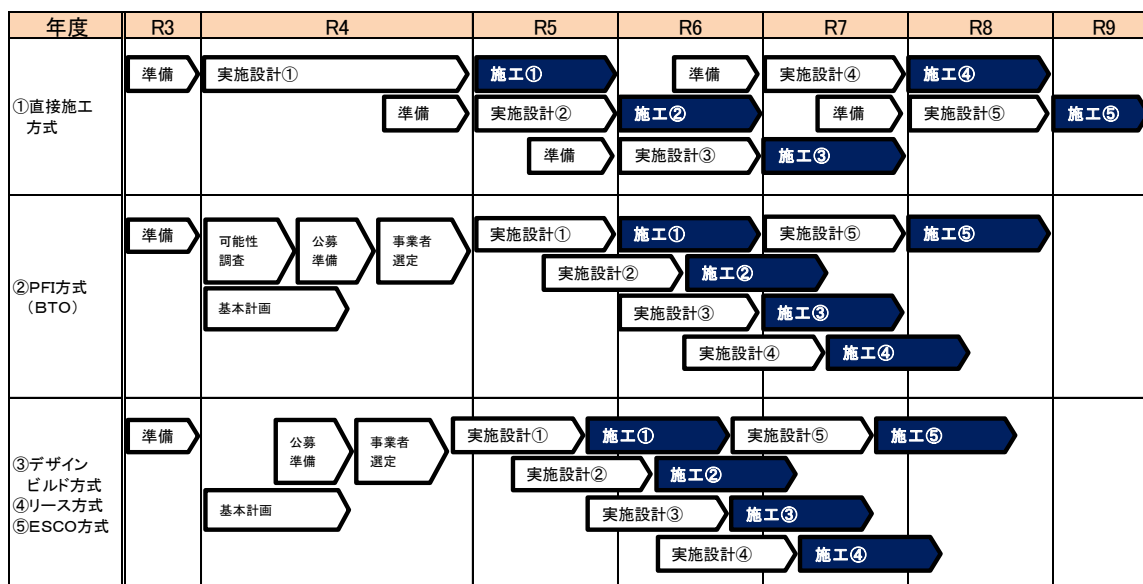 年度 R3 R4 R5 R6 R7 R8 R9
①直接施工
方式
準備 実施設計① 施工① 準備 実施設計④ 施工④
準備 実施設計② 施工② 準備 実施設計⑤ 施工⑤
準備 実施設計③ 施工③
②PFI方式
(BTO)
準備
可能性
調査
公募
準備
事業者
選定
実施設計① 施工① 実施設計⑤ 施工⑤
実施設計② 施工②
基本計画 実施設計③ 施工③
実施設計④ 施工④
③デザイン
ビルド方式
④リース方式
⑤ESCO方式
準備
公募
準備
事業者
選定
実施設計① 施工① 実施設計⑤ 施工⑤
実施設計② 施工②
基本計画 実施設計③ 施工③
実施設計④ 施工④